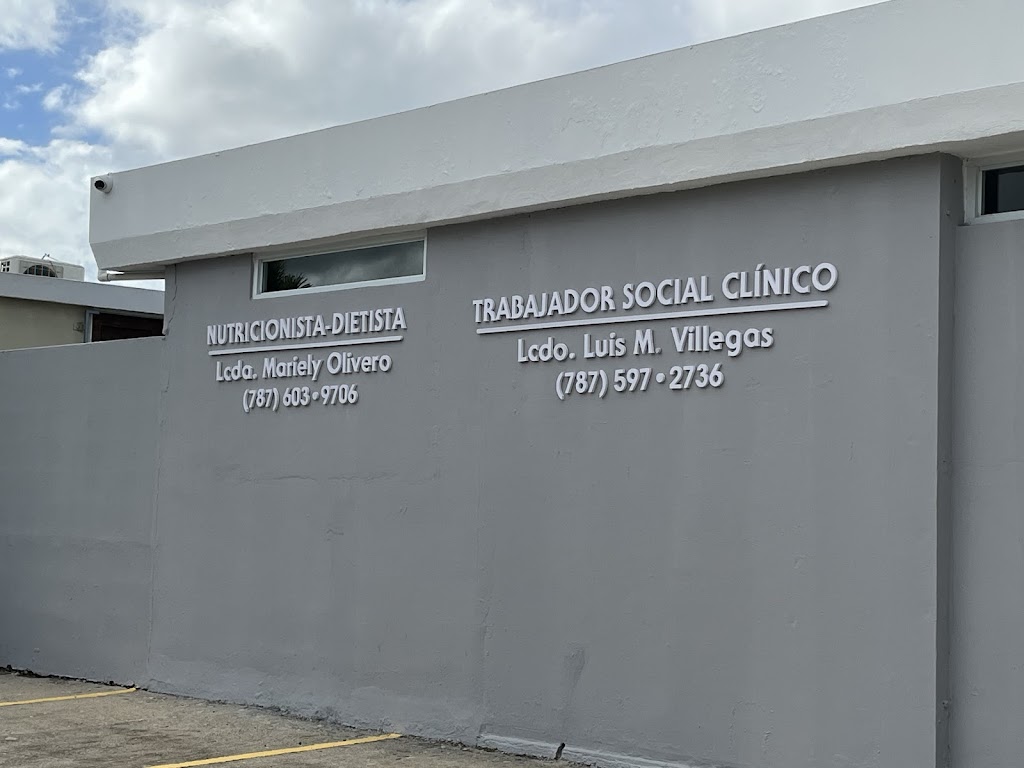 NUTRICIONISTA-DIETISTA
Lcda. Mariely Olivero
(787) 603•9706
TRABAJADOR SOCIAL CLÍNICO
Lcdo. Luis M. Villegas
(787) 597•2736